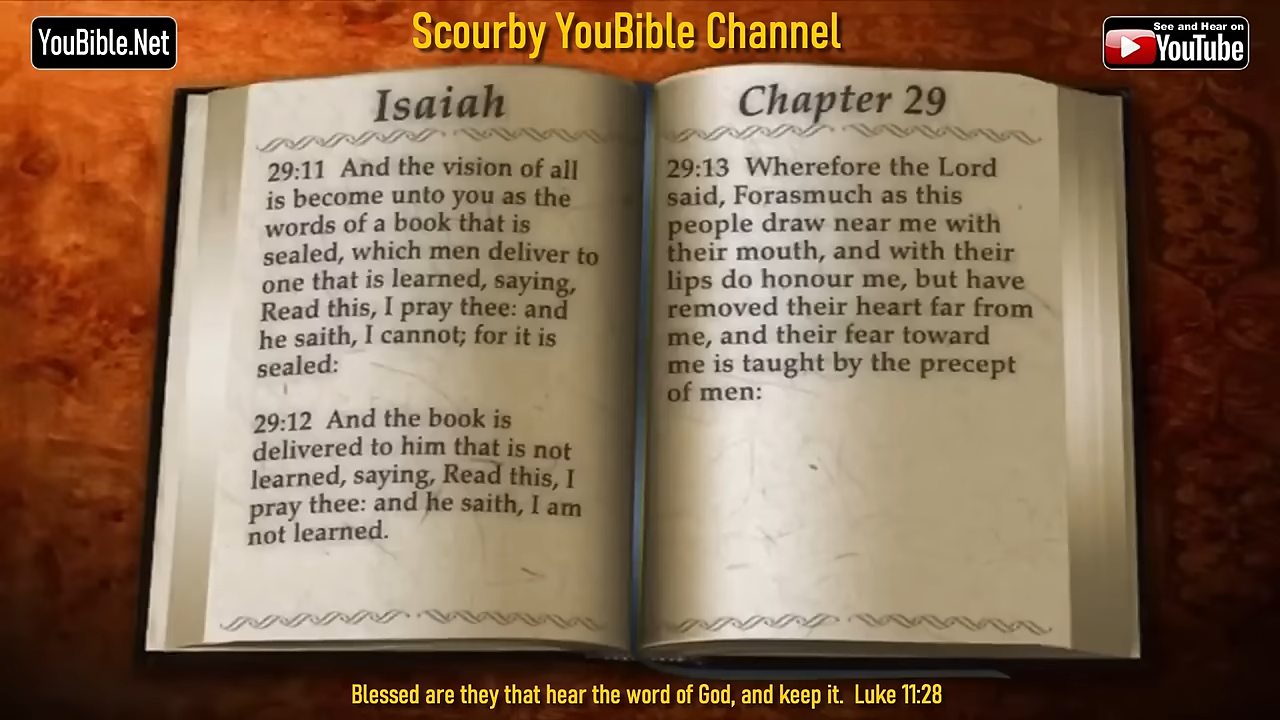 YouBible.Net
Scourby YouBible Channel
See and Hear on
YouTube
Isaiah
29:11 And the vision of all
is become unto you as the
words of a book that is
sealed, which men deliver to
one that is learned, saying,
Read this, I pray thee: and
he saith, I cannot; for it is
sealed:
29:12 And the book is
delivered to him that is not
learned, saying, Read this, I
pray thee: and he saith, I am
not learned.
Chapter 29
29:13 Wherefore the Lord
said, Forasmuch as this
people draw near me with
their mouth, and with their
lips do honour me, but have
removed their heart far from
me, and their fear toward
me is taught by the precept
of men:
Blessed are they that hear the word of God, and keep it. Luke 11:28